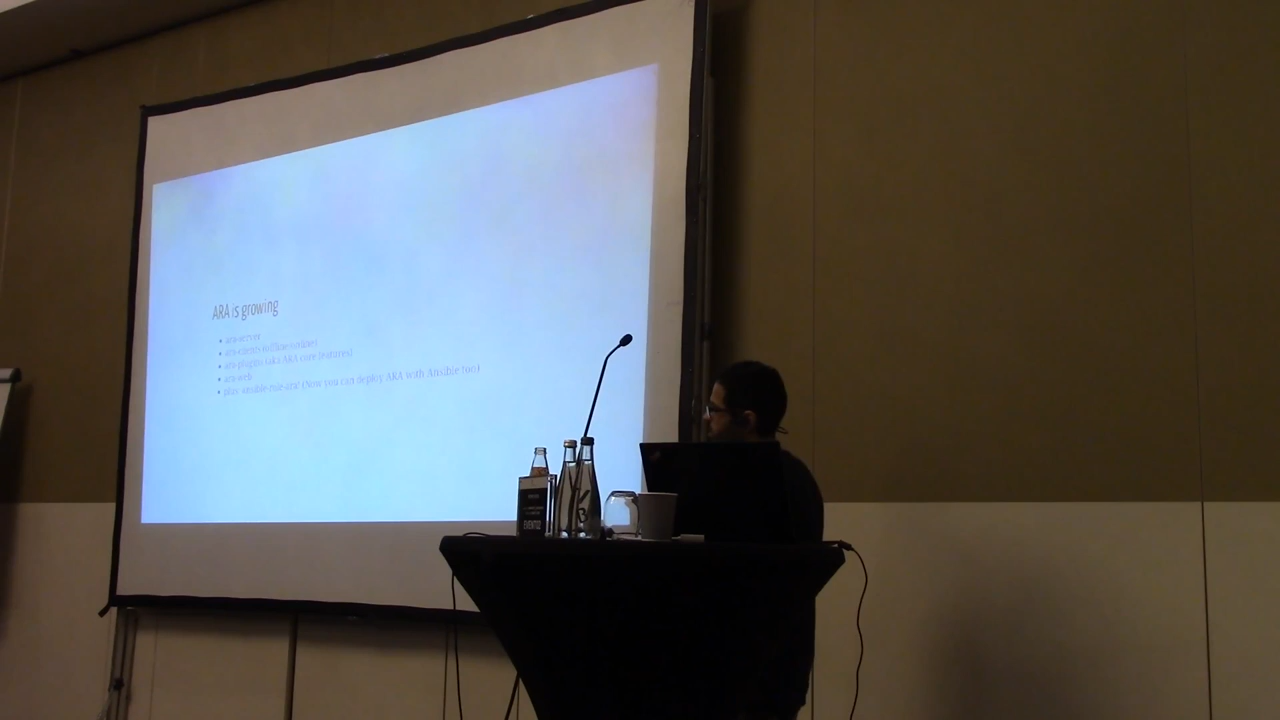 ARA is growing
ara-server
ara-clients (offline/online)
ara-plugins (aka ARA core features)
ara-web
plus ansible-role-ara! (Now you can deploy ARA with Ansible too)
EVENT02